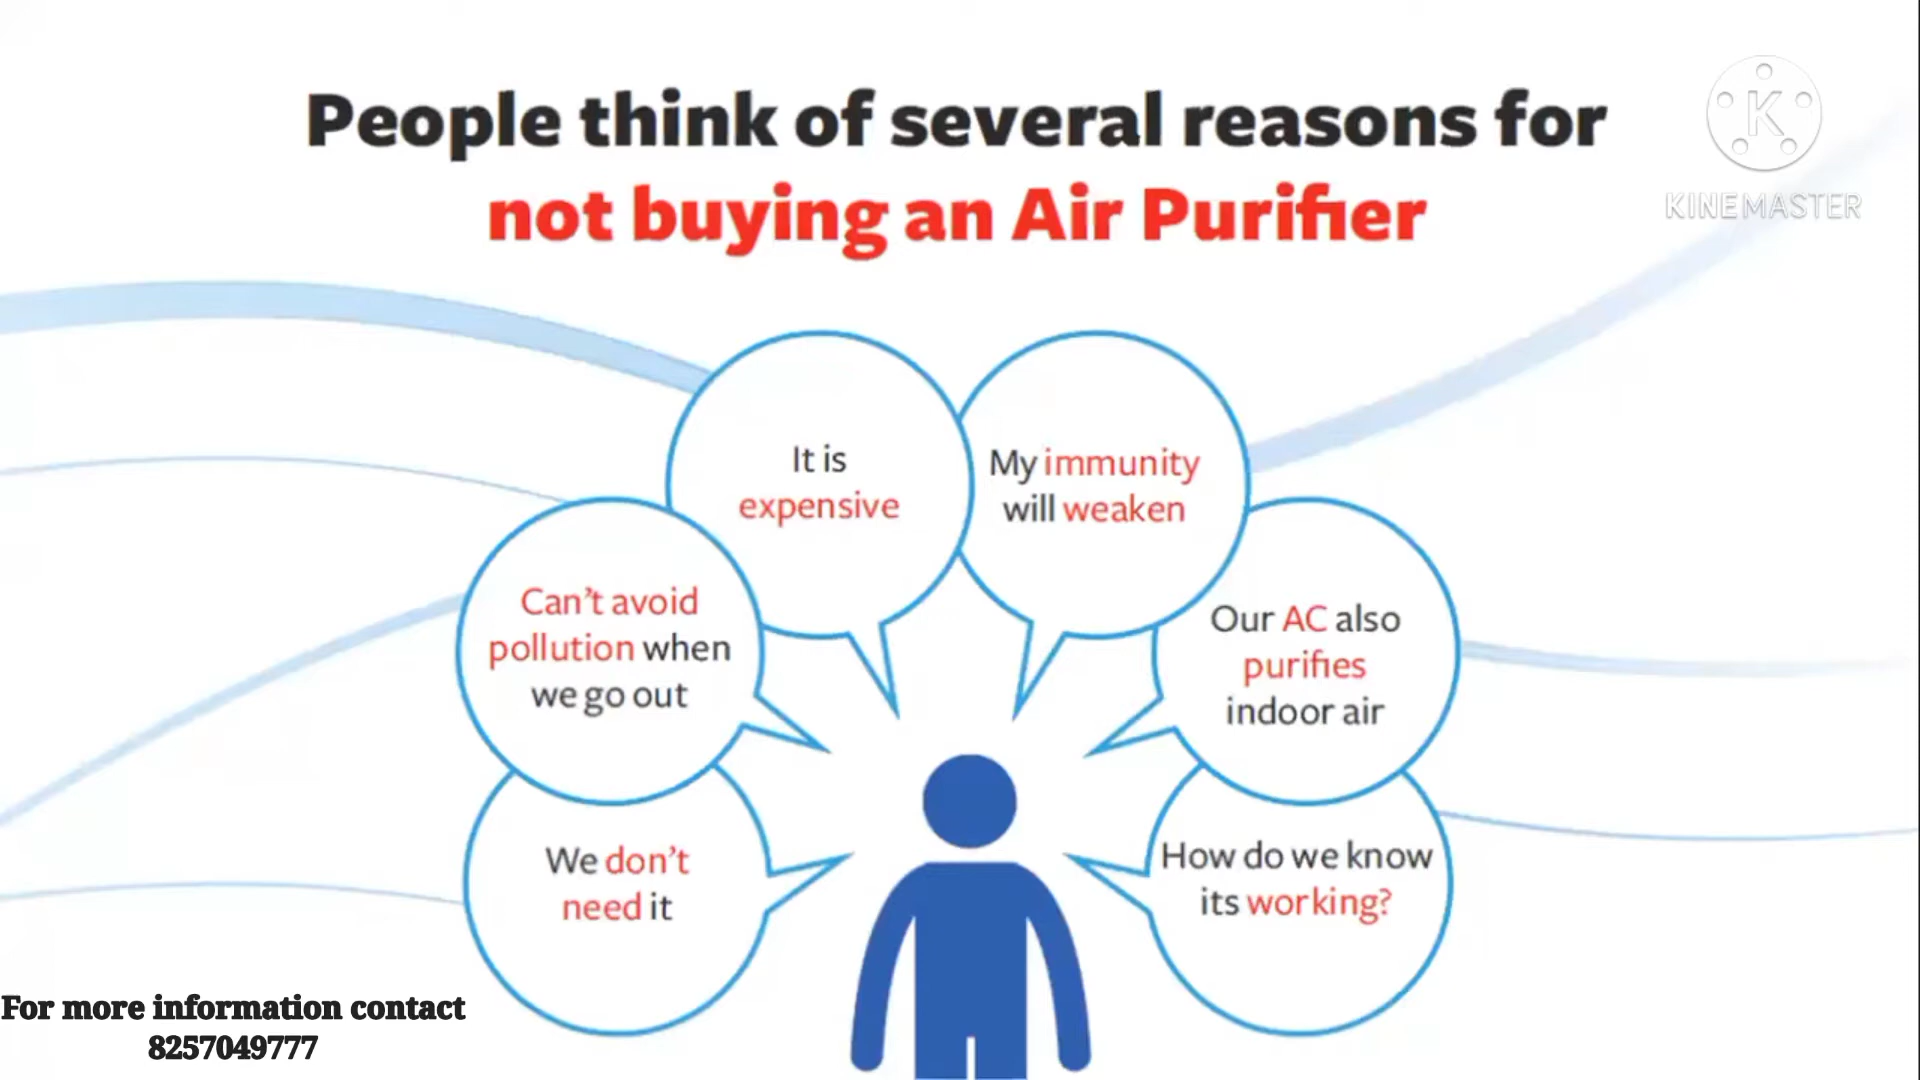 People think of several reasons for
not buying an Air Purifier
K
KINEMASTER
It is
expensive
My immunity
will weaken
Can't avoid
pollution when
we go out
Our AC also
purifies
indoor air
We don't
need it
How do we know
its working?
For more information contact
8257049777